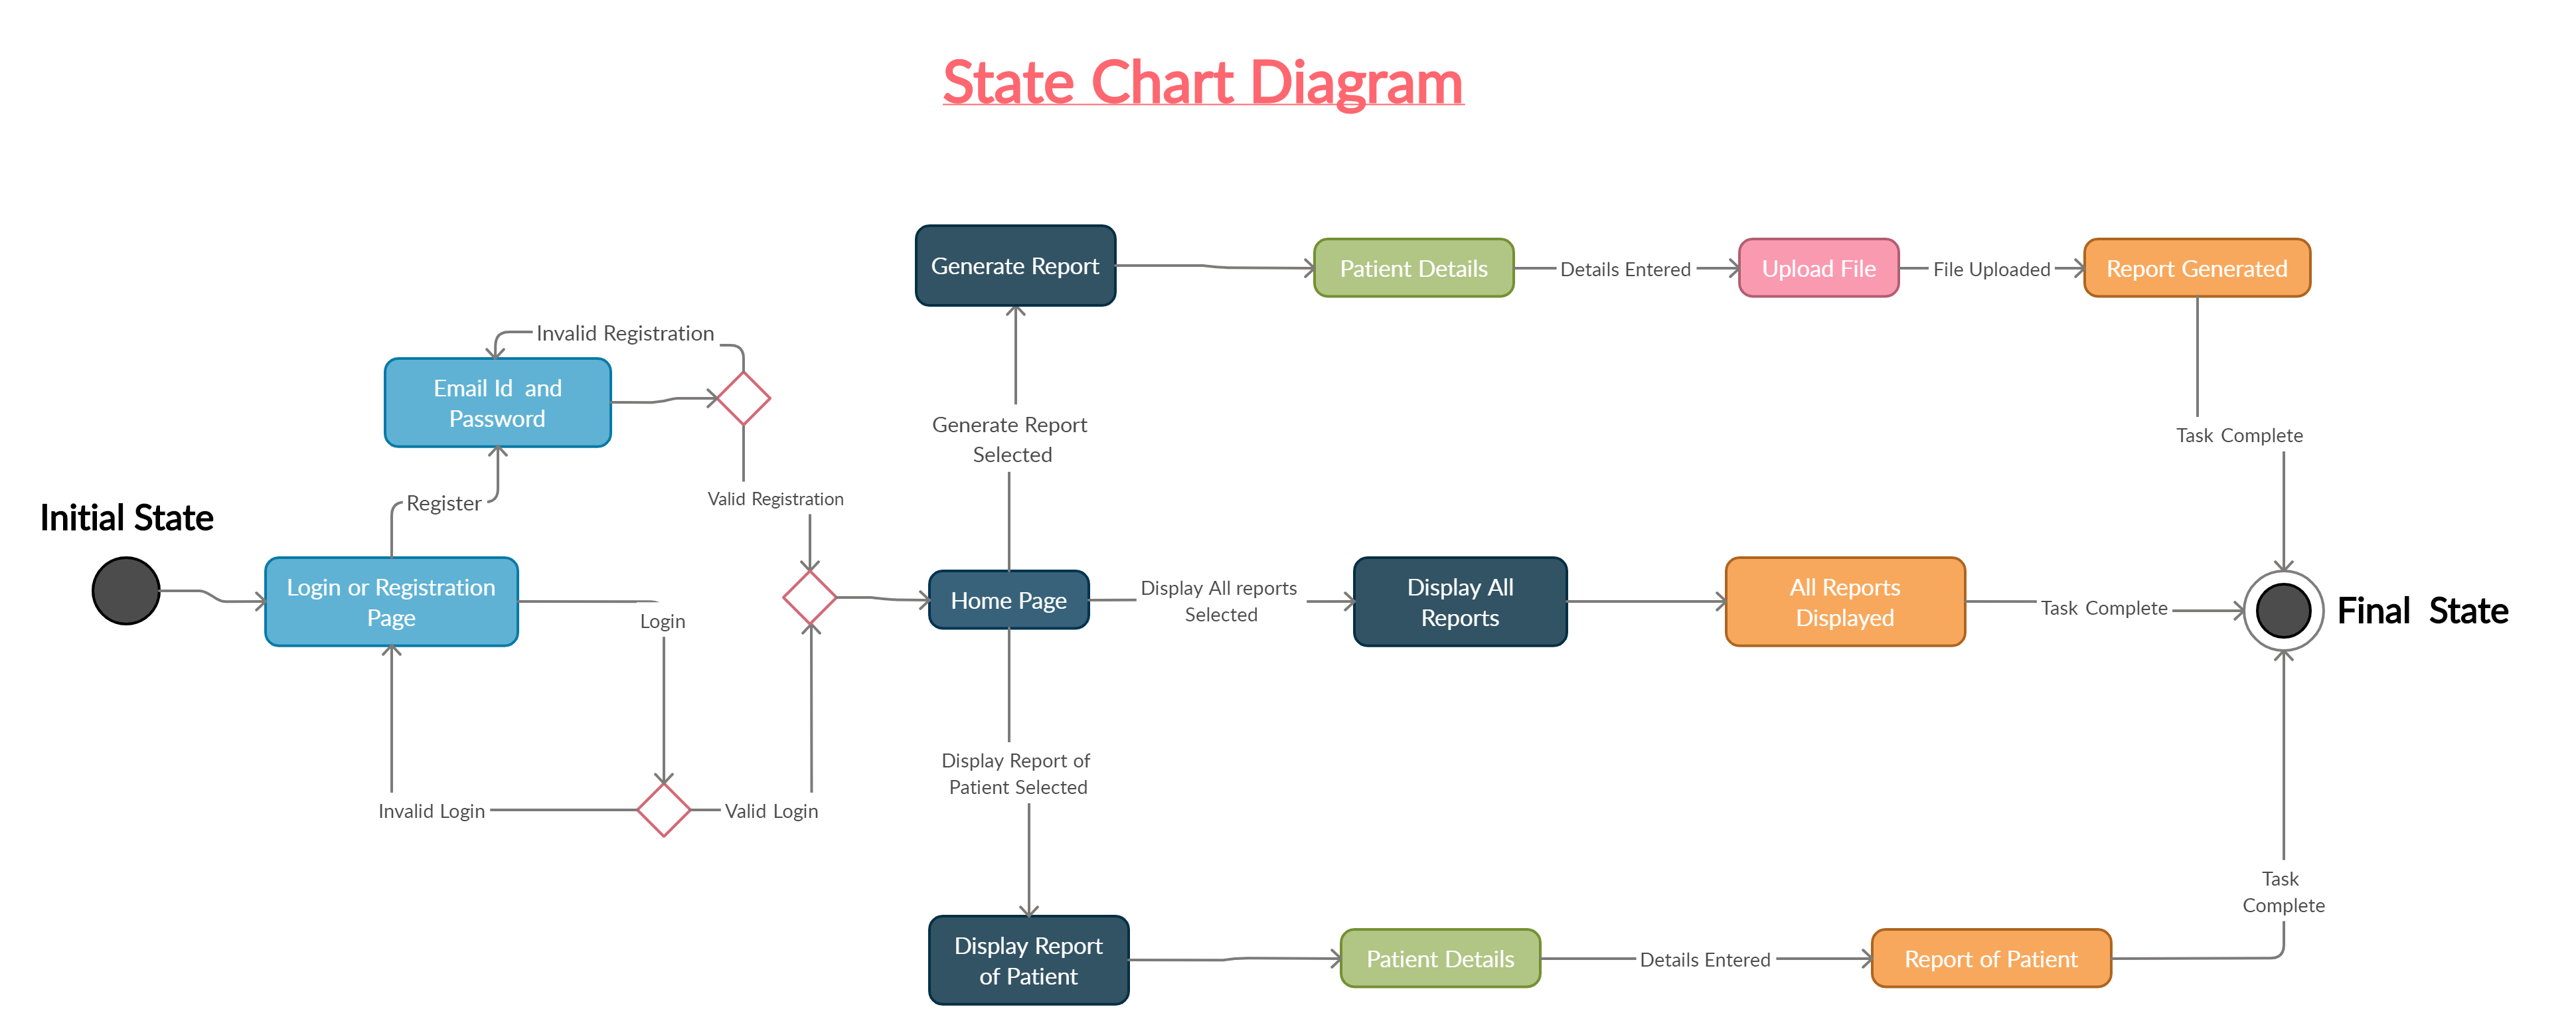 State Chart Diagram
Generate Report
Patient Details
Details Entered
Upload File
File Uploaded
Report Generated
Invalid Registration
Email Id and
Password
Generate Report
Selected
Task Complete
Register
Valid Registration
Initial State
Login or Registration
Page
Login
Home Page
Display All reports
Selected
Display All
Reports
All Reports
Displayed
Task Complete
Final State
Display Report of
Patient Selected
Invalid Login
Valid Login
Task
Complete
Display Report
of Patient
Patient Details
Details Entered
Report of Patient